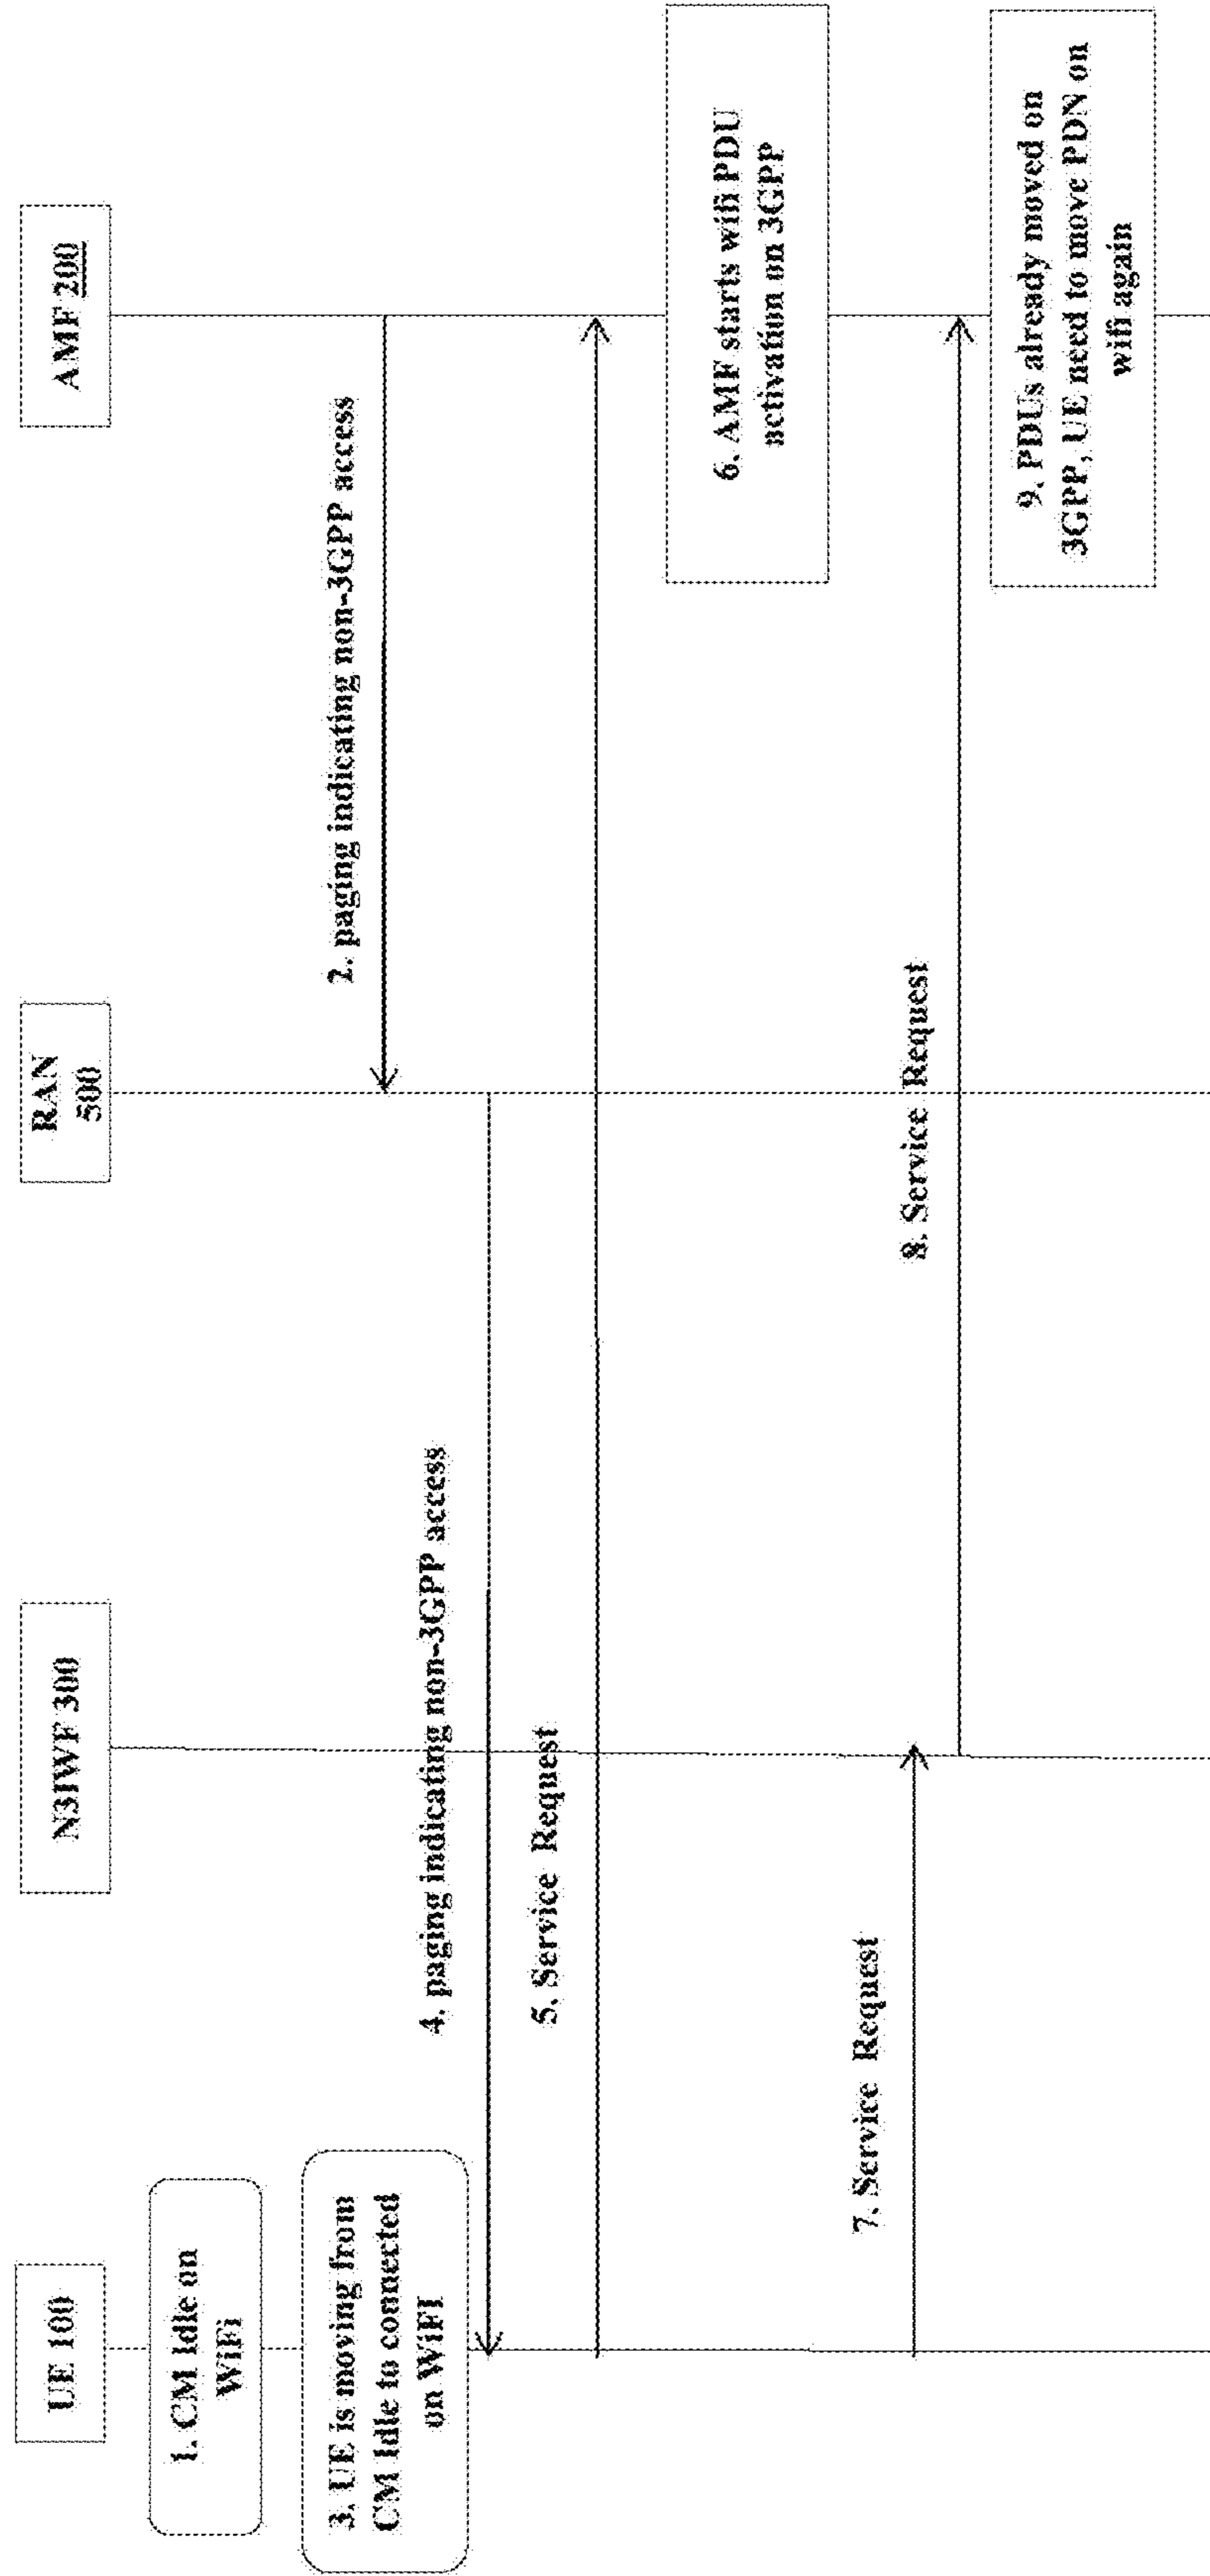 UE 100
N3IWF 300
RAN
500
AMF 200
1. CM Idle on
WiFi
2. paging indicating non-3GPP access
3. UE is moving from
CM Idle to connected
on WiFI
4. paging indicating non-3GPP access
5. Service Request
6. AMF starts wifi PDU
activation on 3GPP
7. Service Request
8. Service Request
9. PDUs already moved on
3GPP, UE need to move PDN on
wifi again